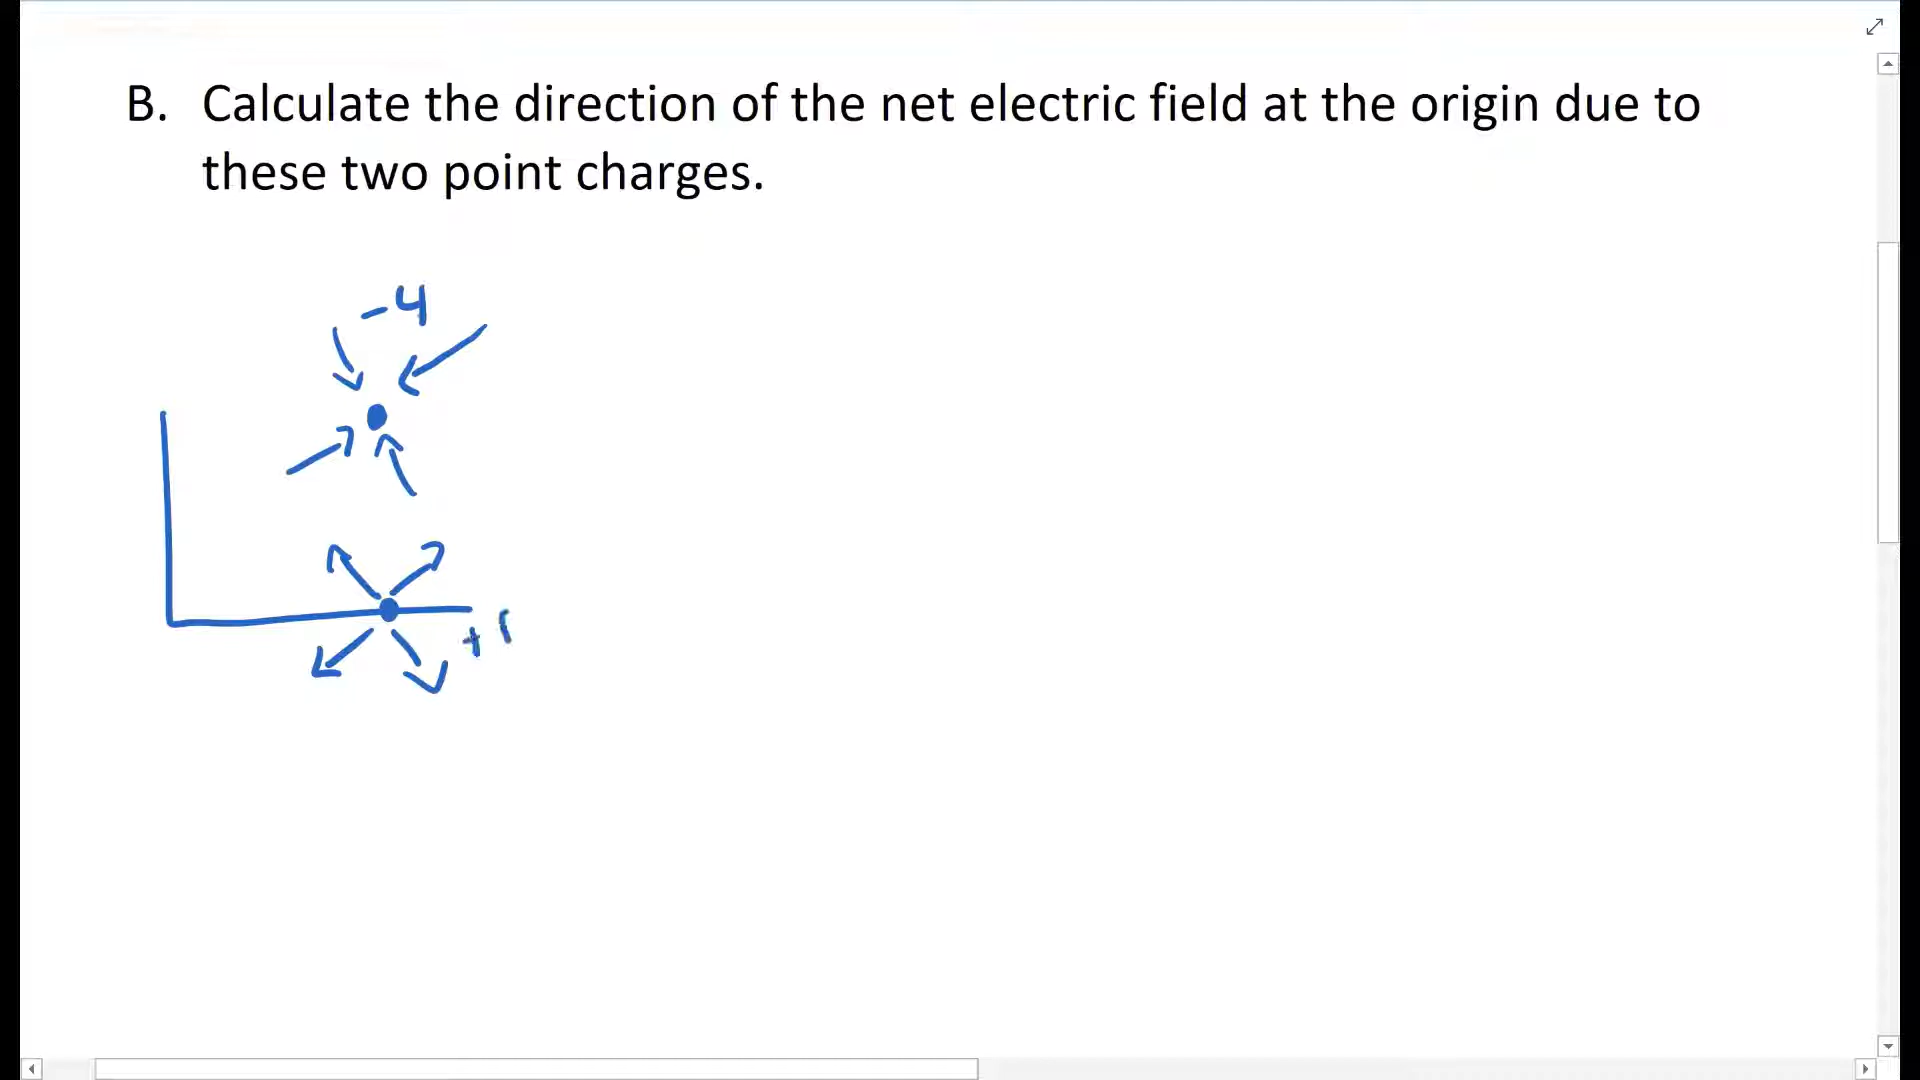 B. Calculate the direction of the net electric field at the origin due to
these two point charges.
-4
+